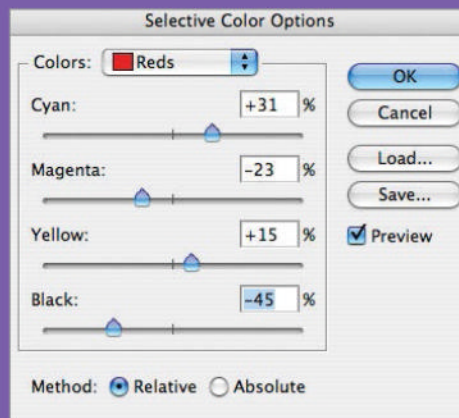 Selective Color Options
Colors: Reds
Cyan: +31 %
Magenta: -23 %
Yellow: +15 %
Black: -45 %
Method: Relative Absolute
OK
Cancel
Load...
Save...
Preview